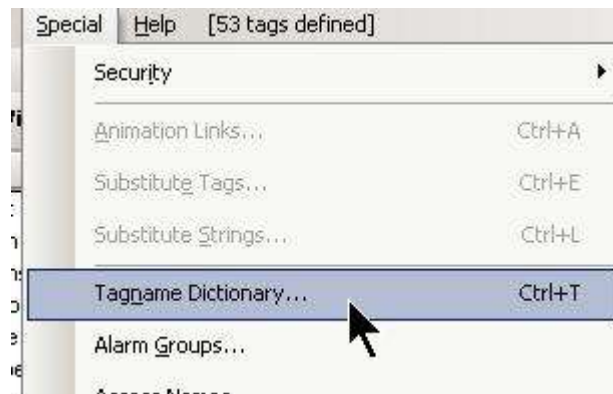 Special Help [53 tags defined]
Security
Animation Links... Ctrl+A
Substitute Tags... Ctrl+E
Substitute Strings... Ctrl+L
Tagname Dictionary... Ctrl+T
Alarm Groups...